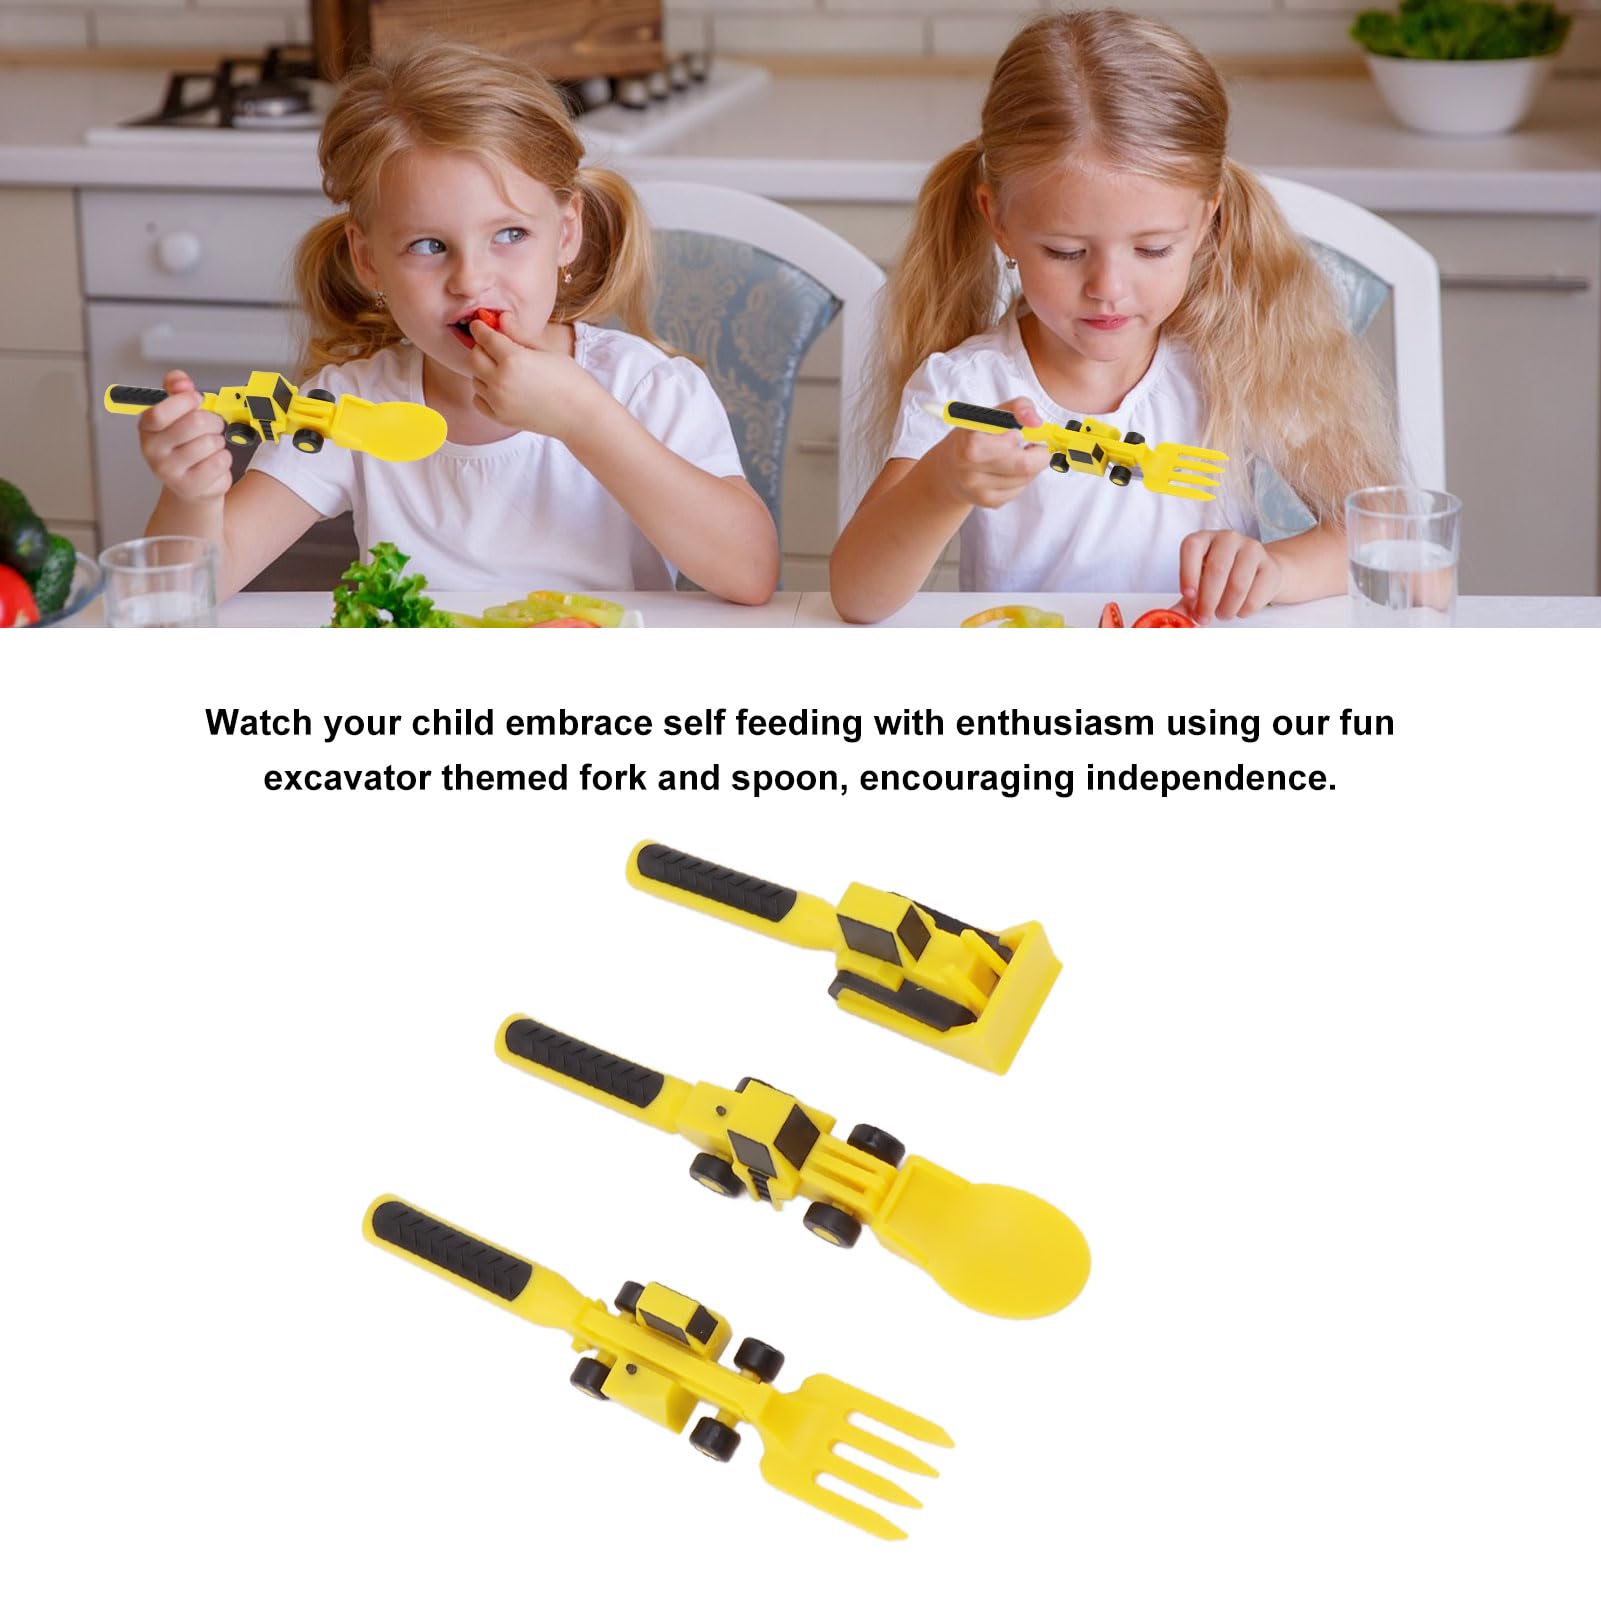 Watch your child embrace self feeding with enthusiasm using our fun
excavator themed fork and spoon, encouraging independence.